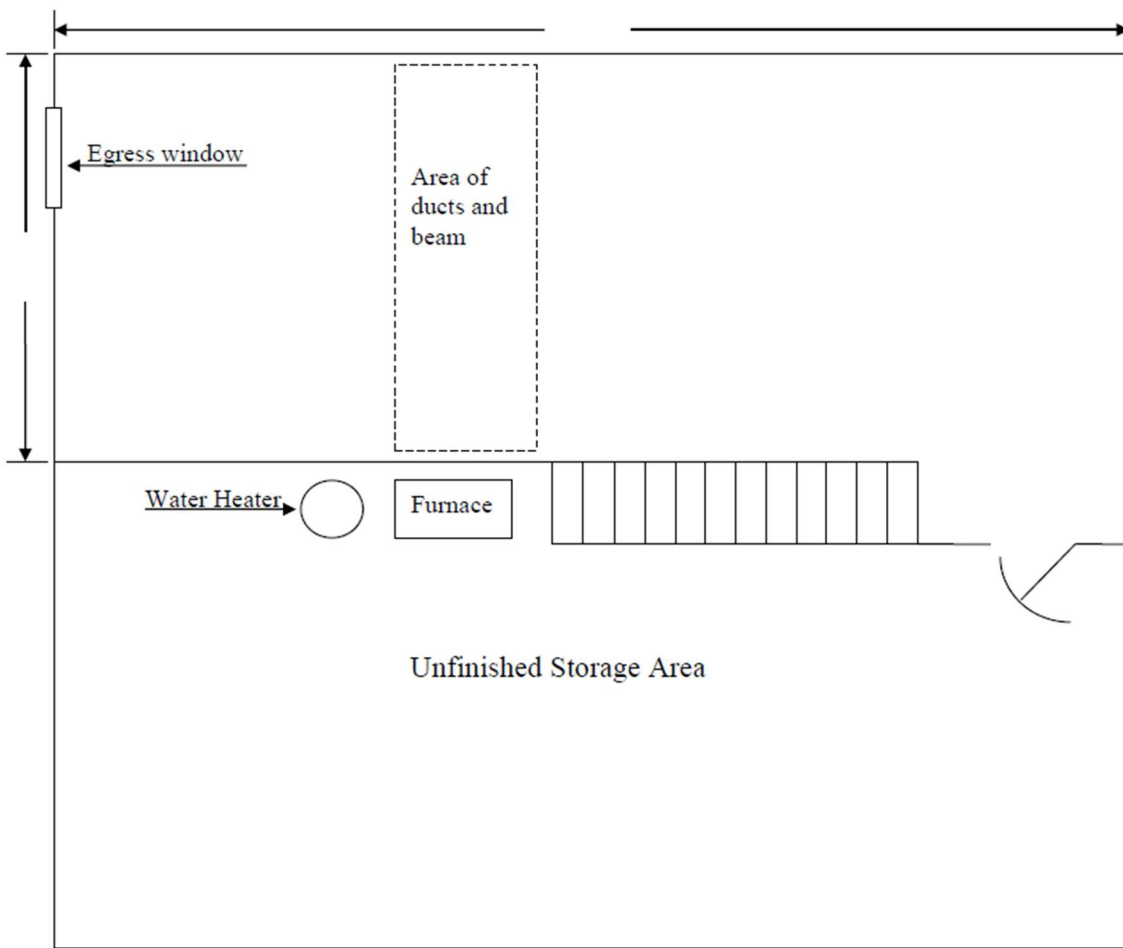 Egress window
Area of
ducts and
beam
Water Heater
Furnace
Unfinished Storage Area